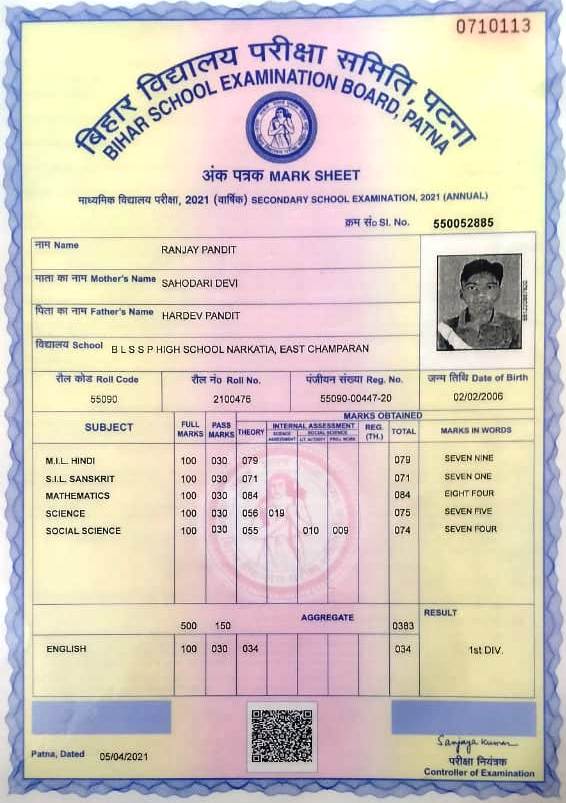 0710113
बिहार विद्यालय परीक्षा समिति, पटना
BIHAR SCHOOL EXAMINATION BOARD, PATNA
अंक पत्रक MARK SHEET
माध्यमिक विद्यालय परीक्षा, 2021 (वार्षिक) SECONDARY SCHOOL EXAMINATION, 2021 (ANNUAL)
क्रम सं० Sl. No. 550052885
नाम Name RANJAY PANDIT
माता का नाम Mother's Name SAHODARI DEVI
पिता का नाम Father's Name HARDEV PANDIT
विद्यालय School B L S S P HIGH SCHOOL NARKATIA, EAST CHAMPARAN
रौल कोड Roll Code रौल नं० Roll No. पंजीयन संख्या Reg. No. जन्म तिथि Date of Birth
55090 2100476 55090-00447-20 02/02/2006
SUBJECT FULL MARKS PASS MARKS MARKS OBTAINED MARKS IN WORDS
THEORY INTERNAL ASSESSMENT REG. (TH.) TOTAL
SCIENCE ASSESSMENT SOCIAL SCIENCE
LIT. ACTIVITY PROJ. WORK
M.I.L. HINDI 100 030 079 079 SEVEN NINE
S.I.L. SANSKRIT 100 030 071 071 SEVEN ONE
MATHEMATICS 100 030 084 084 EIGHT FOUR
SCIENCE 100 030 056 019 075 SEVEN FIVE
SOCIAL SCIENCE 100 030 055 010 009 074 SEVEN FOUR
500 150 AGGREGATE 0383 RESULT
ENGLISH 100 030 034 034 1st DIV.
Patna, Dated 05/04/2021
Sanjaya Kumar
परीक्षा नियंत्रक
Controller of Examination